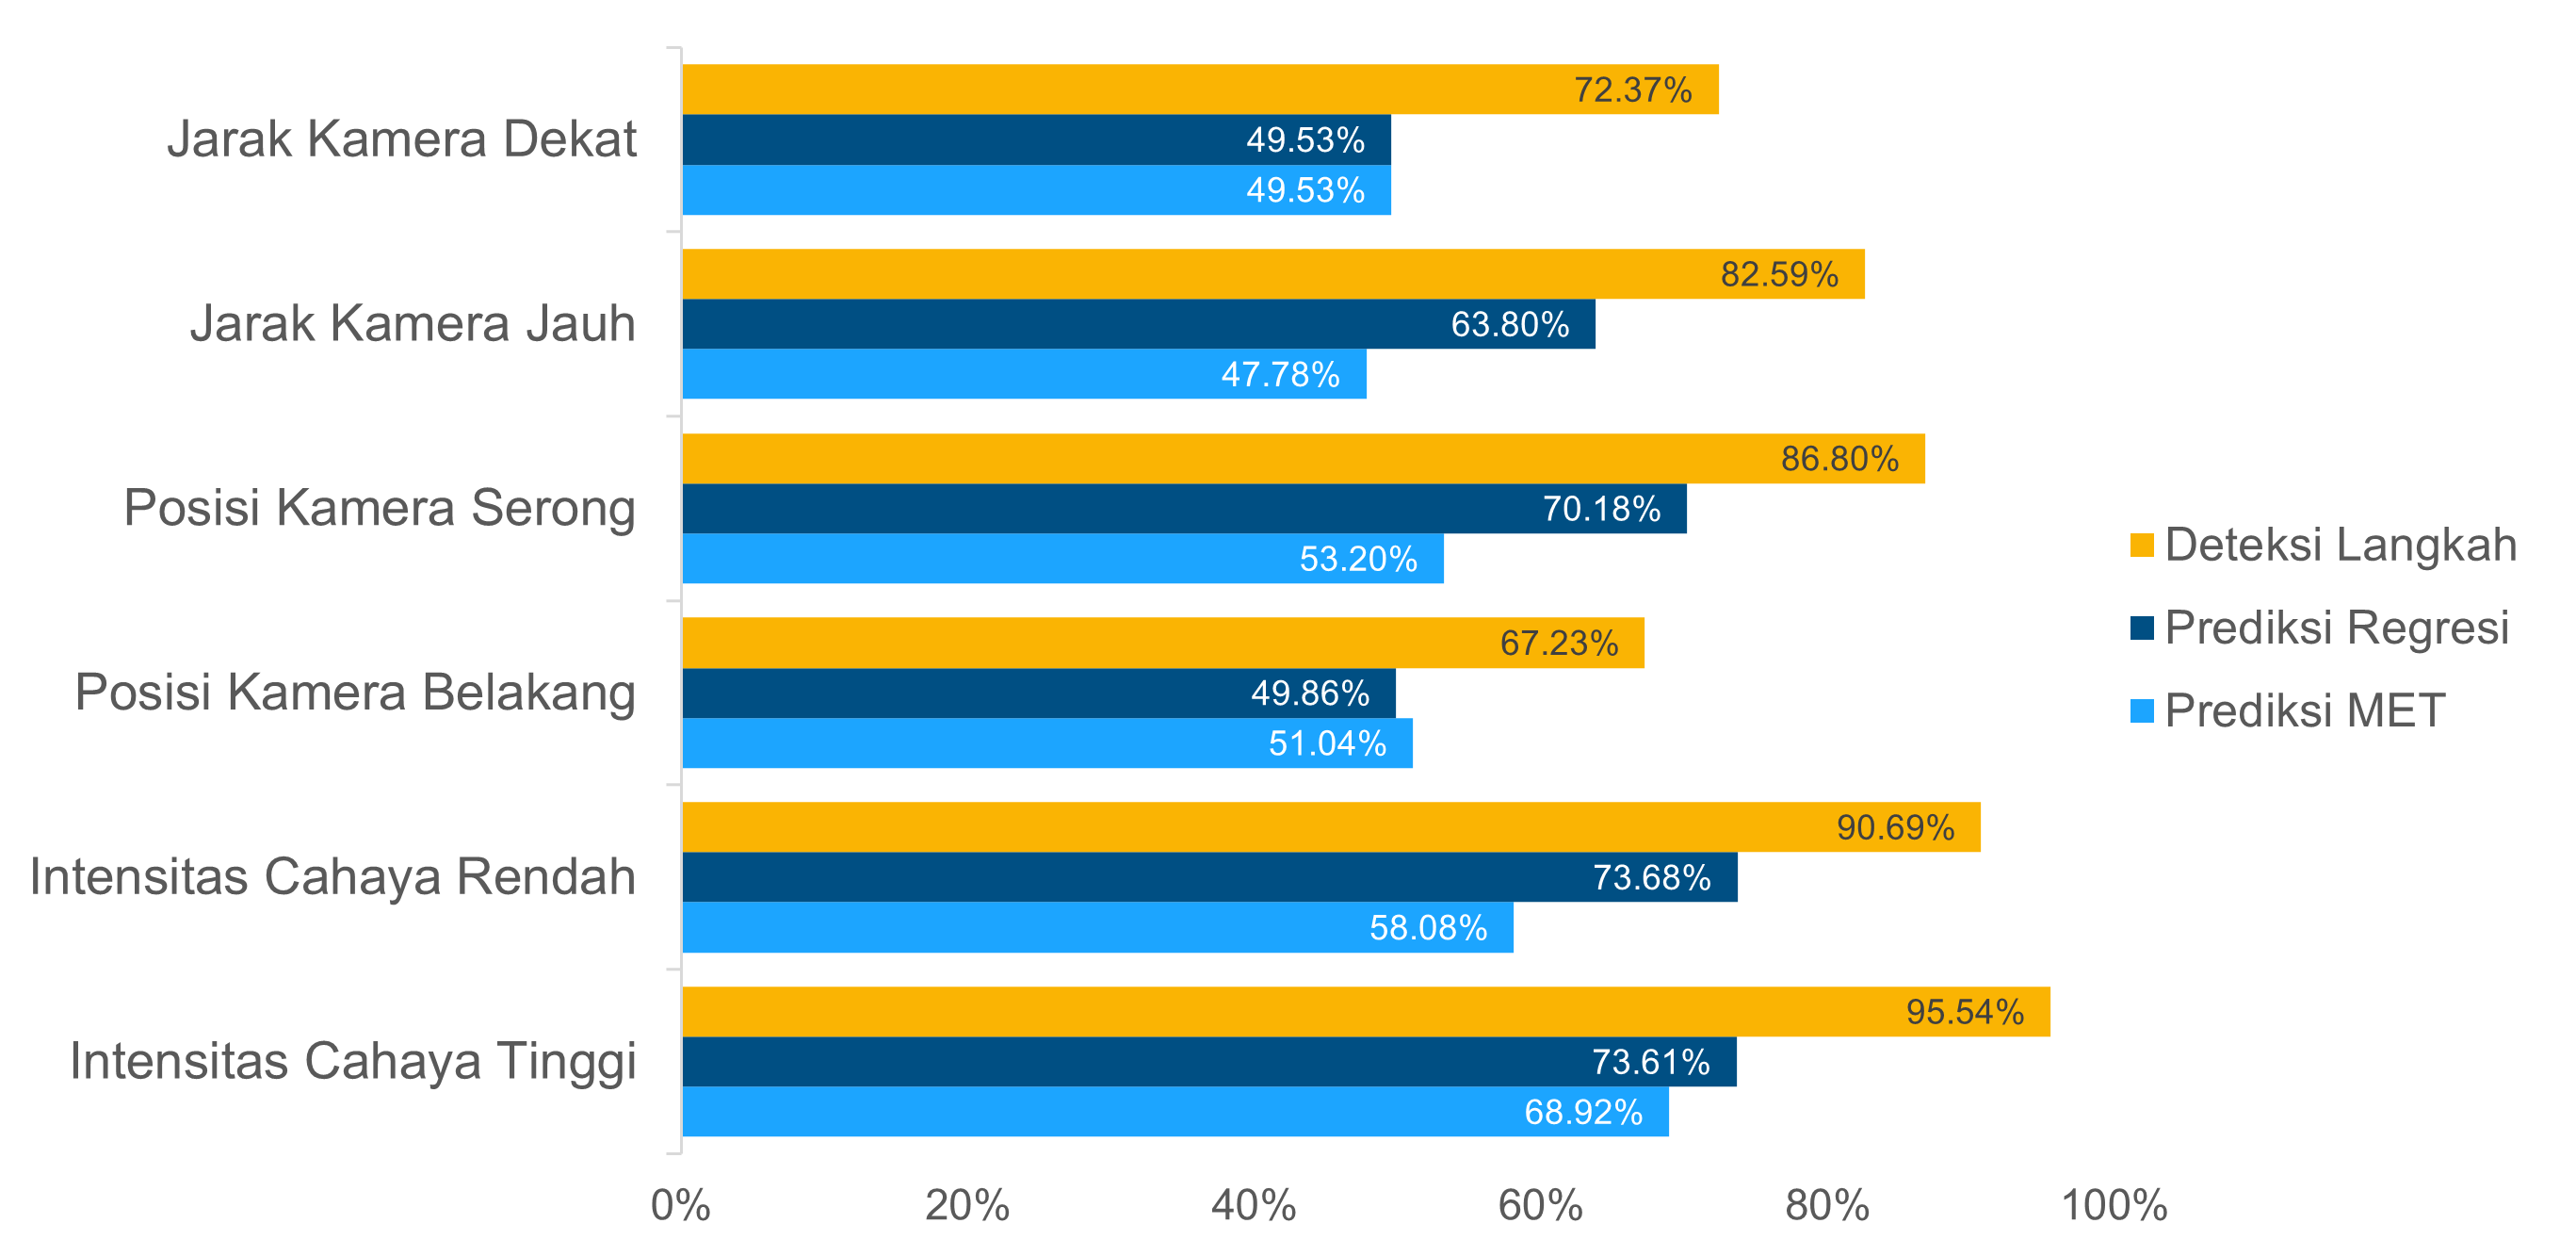 Jarak Kamera Dekat
72.37%
49.53%
49.53%
Jarak Kamera Jauh
82.59%
63.80%
47.78%
Posisi Kamera Serong
86.80%
70.18%
53.20%
Posisi Kamera Belakang
67.23%
49.86%
51.04%
Intensitas Cahaya Rendah
90.69%
73.68%
58.08%
Intensitas Cahaya Tinggi
95.54%
73.61%
68.92%
0% 20% 40% 60% 80% 100%
Deteksi Langkah
Prediksi Regresi
Prediksi MET